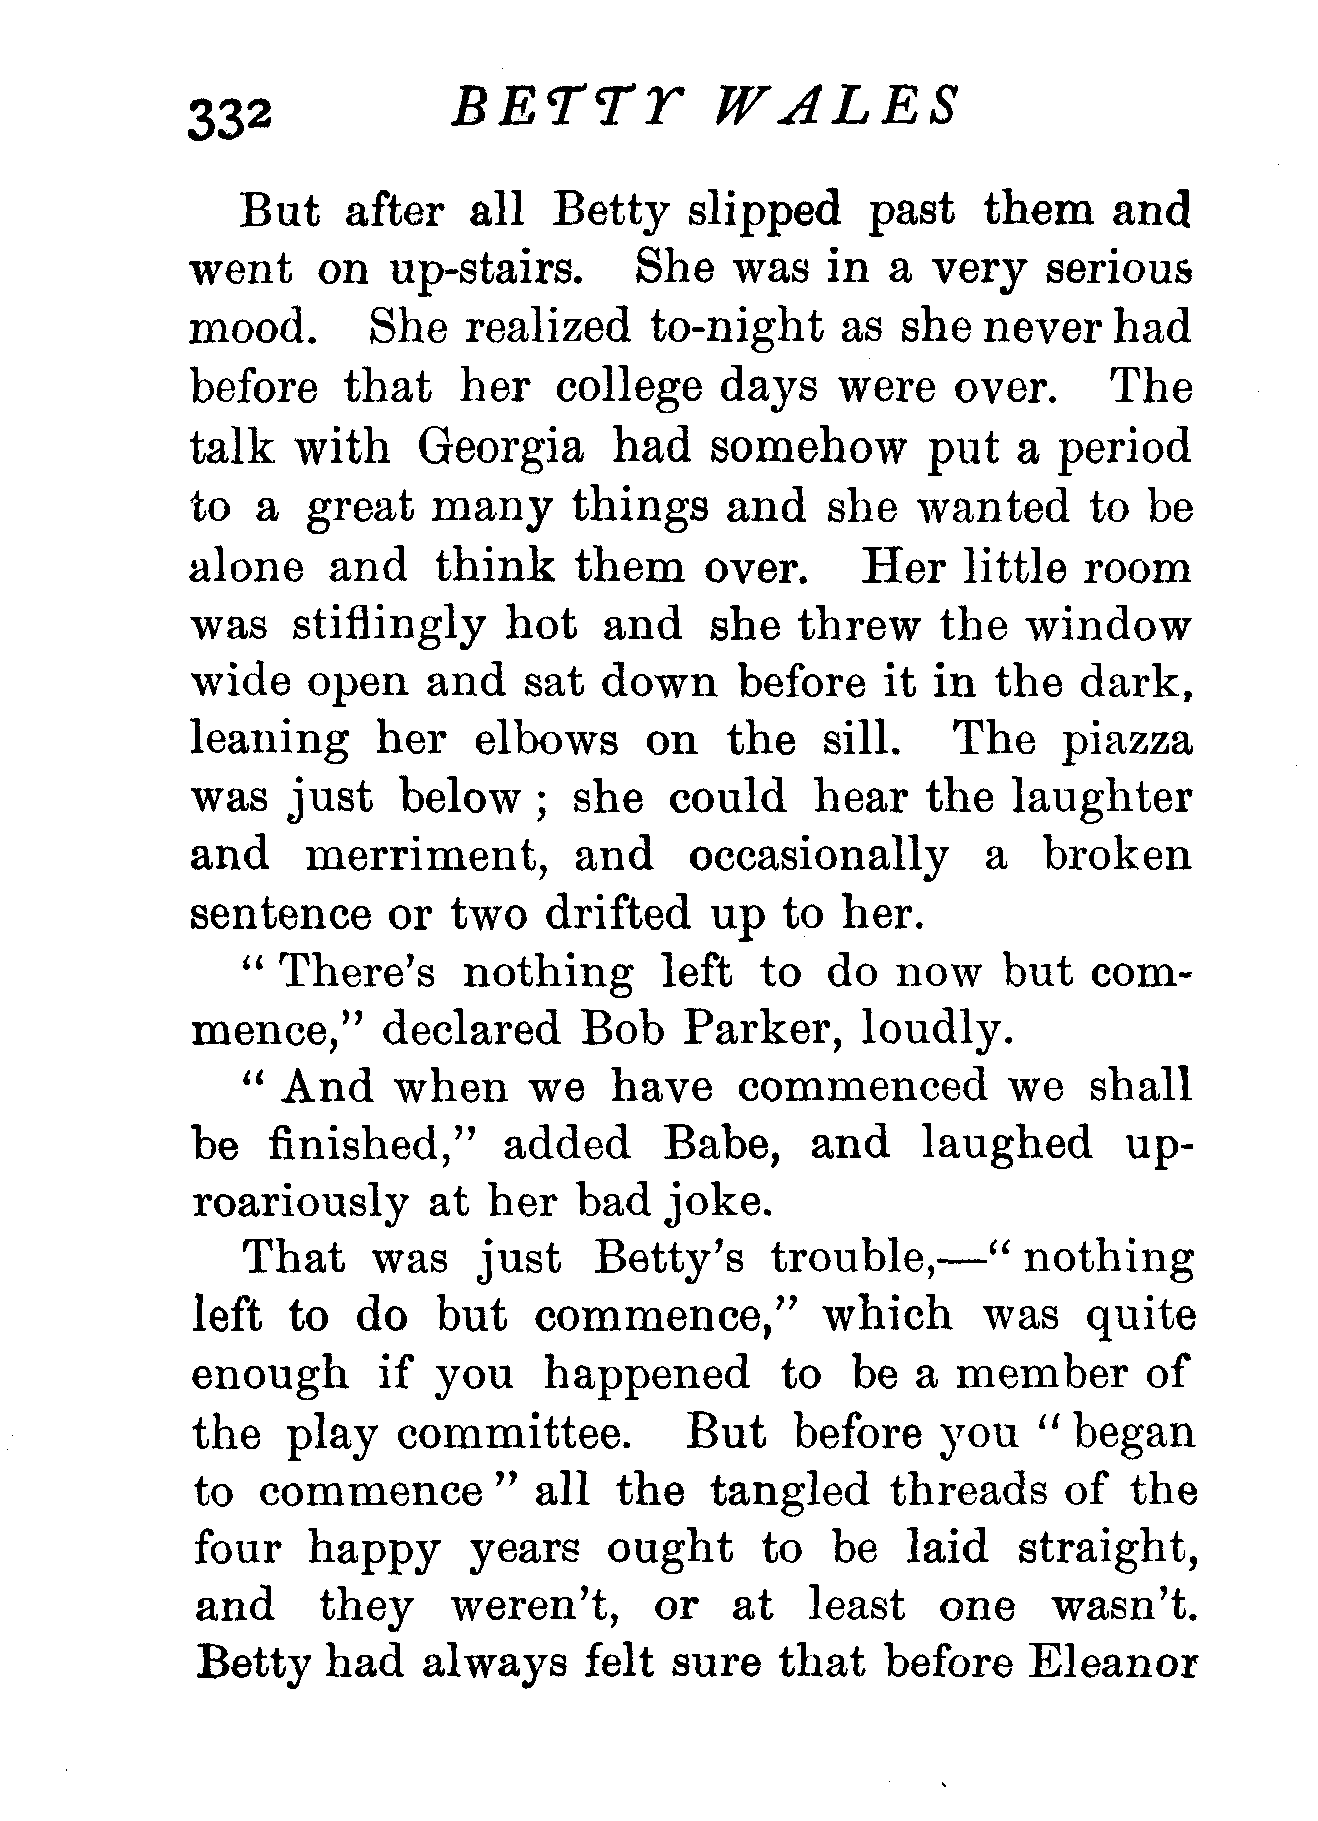 332 BETTY WALES
But after all Betty slipped past them and
went on up-stairs. She was in a very serious
mood. She realized to-night as she never had
before that her college days were over. The
talk with Georgia had somehow put a period
to a great many things and she wanted to be
alone and think them over. Her little room
was stiflingly hot and she threw the window
wide open and sat down before it in the dark,
leaning her elbows on the sill. The piazza
was just below ; she could hear the laughter
and merriment, and occasionally a broken
sentence or two drifted up to her.
“ There’s nothing left to do now but com-
mence,” declared Bob Parker, loudly.
“ And when we have commenced we shall
be finished,” added Babe, and laughed up-
roariously at her bad joke.
That was just Betty’s trouble,—“ nothing
left to do but commence,” which was quite
enough if you happened to be a member of
the play committee. But before you “ began
to commence ” all the tangled threads of the
four happy years ought to be laid straight,
and they weren’t, or at least one wasn’t.
Betty had always felt sure that before Eleanor